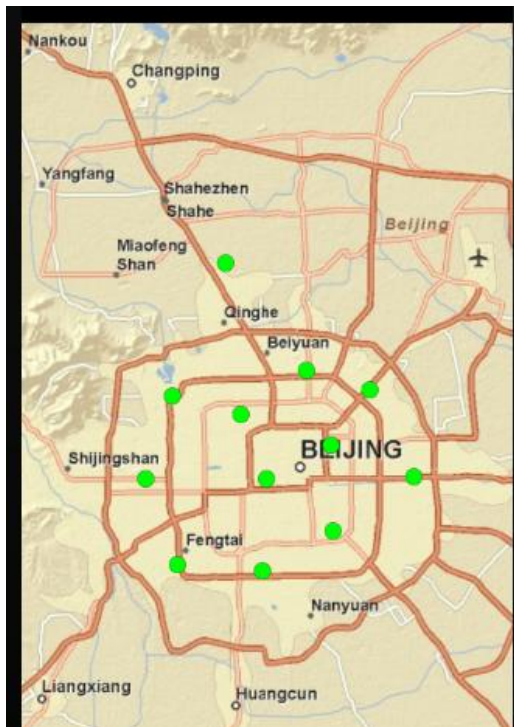 Nankou
Changping
Yangfang
Shahezhen
Shahe
Beijing
Miaofeng
Shan
Qinghe
Beiyuan
BEIJING
Shijingshan
Fengtai
Nanyuan
Liangxiang
Huangcun